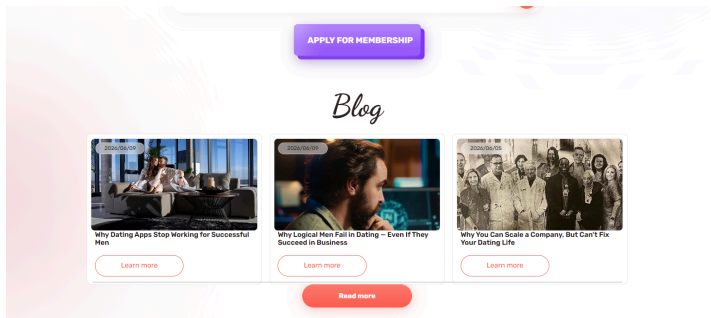 APPLY FOR MEMBERSHIP
Blog
2026/06/09
Why Dating Apps Stop Working for Successful
Men
Learn more
2026/06/09
Why Logical Men Fail in Dating — Even If They
Succeed in Business
Learn more
2026/06/05
Why You Can Scale a Company, But Can't Fix
Your Dating Life
Learn more
Read more